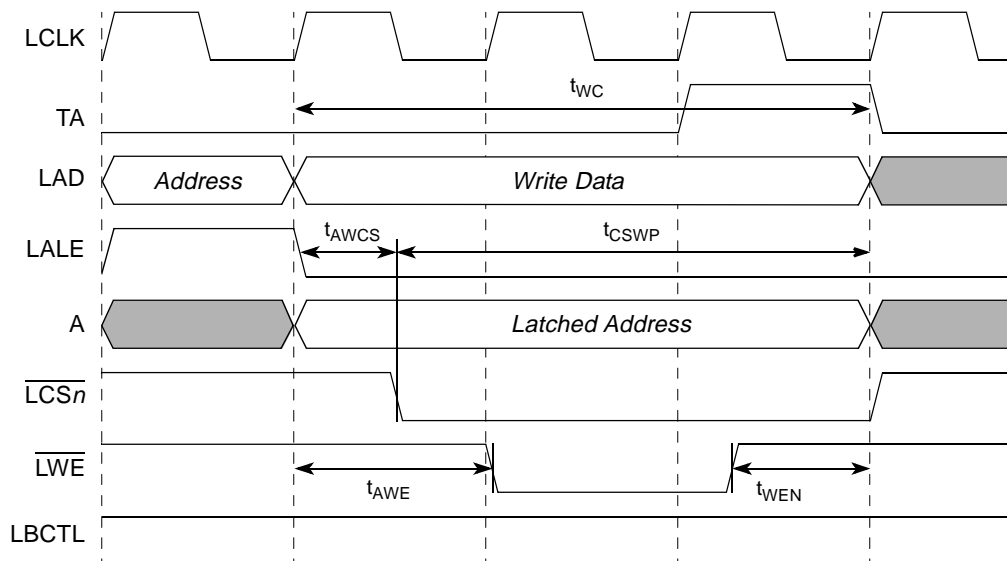 LCLK
t_WC
TA
LAD Address Write Data
t_AWCS t_CSWP
LALE
A Latched Address
LCSn
LWE
t_AWE t_WEN
LBCTL